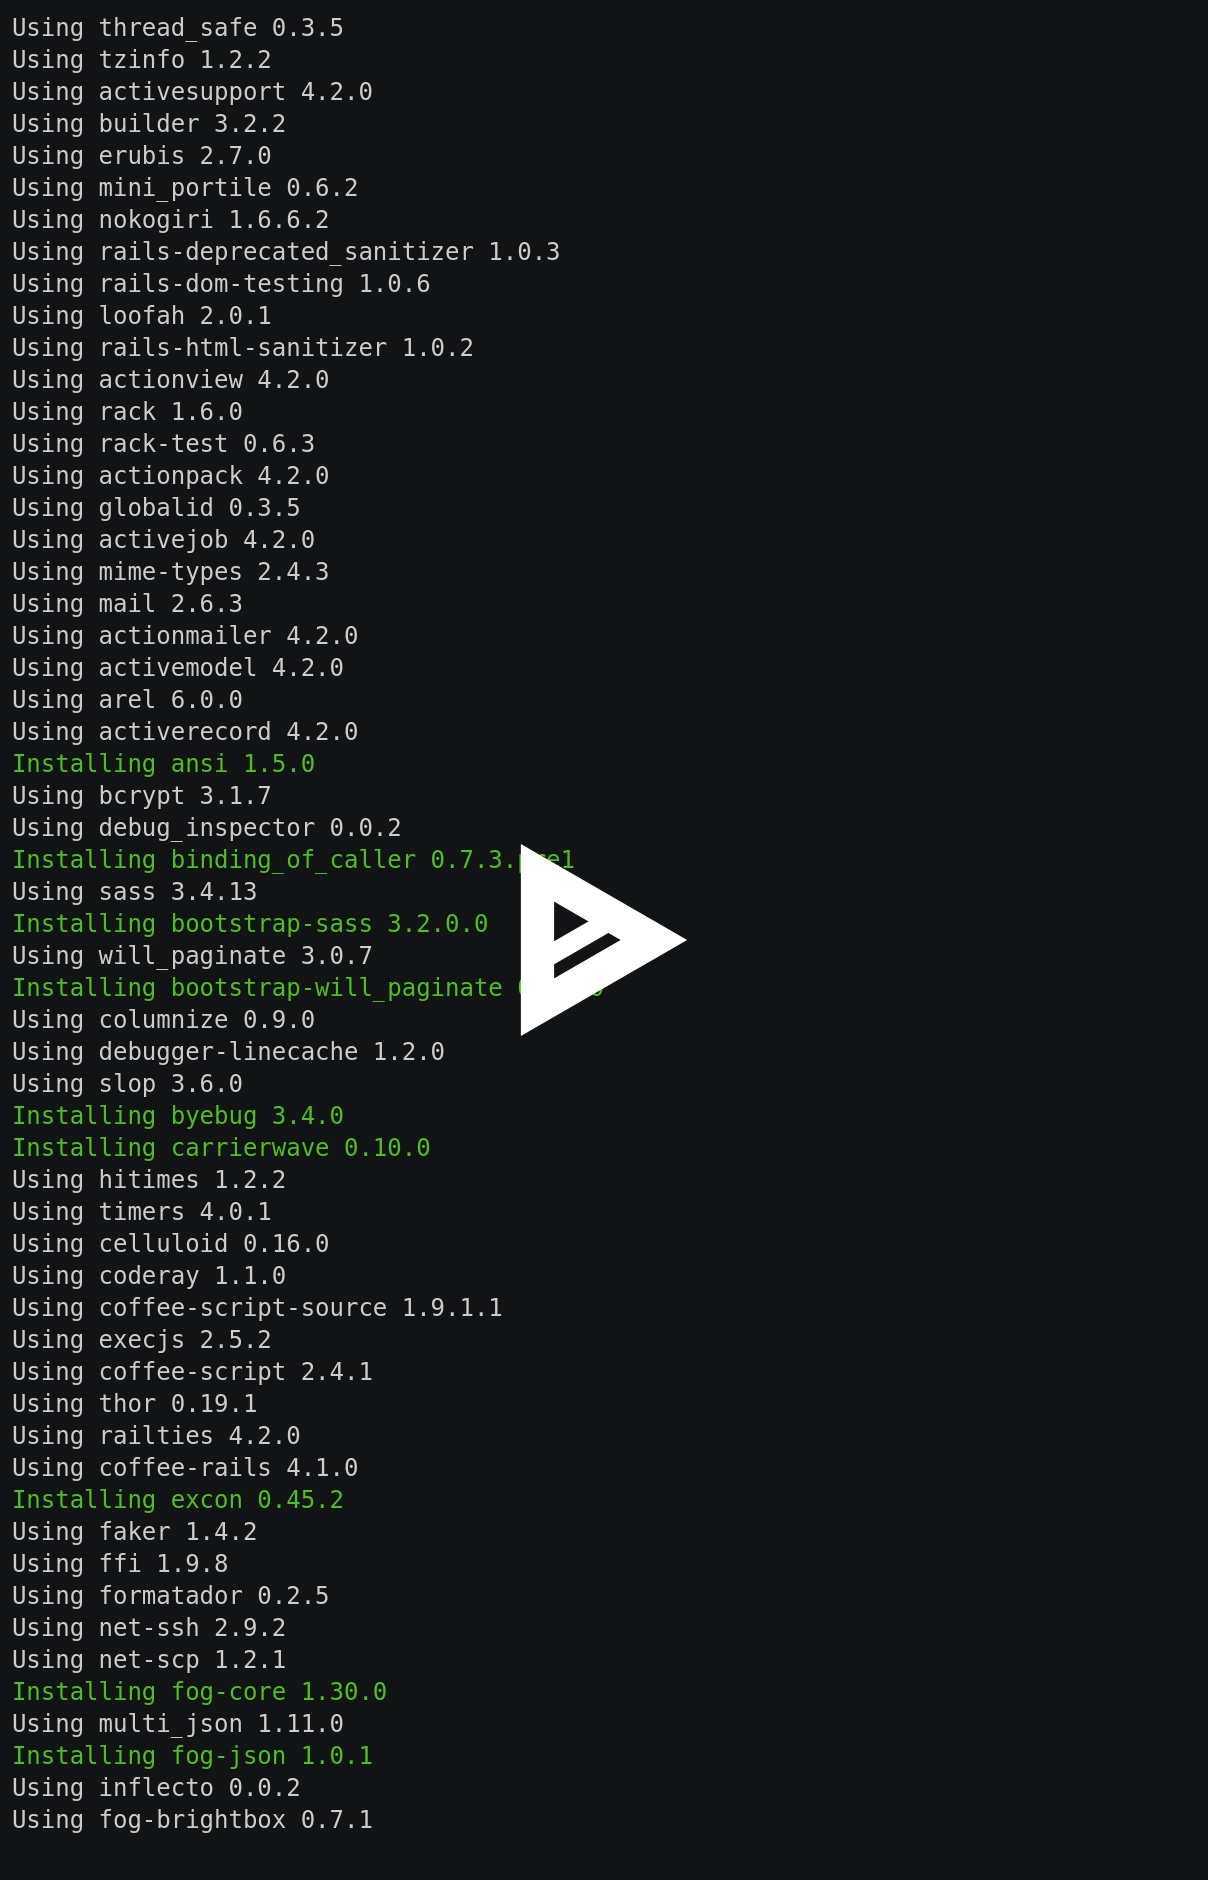 Using thread_safe 0.3.5
Using tzinfo 1.2.2
Using activesupport 4.2.0
Using builder 3.2.2
Using erubis 2.7.0
Using mini_portile 0.6.2
Using nokogiri 1.6.6.2
Using rails-deprecated_sanitizer 1.0.3
Using rails-dom-testing 1.0.6
Using loofah 2.0.1
Using rails-html-sanitizer 1.0.2
Using actionview 4.2.0
Using rack 1.6.0
Using rack-test 0.6.3
Using actionpack 4.2.0
Using globalid 0.3.5
Using activejob 4.2.0
Using mime-types 2.4.3
Using mail 2.6.3
Using actionmailer 4.2.0
Using activemodel 4.2.0
Using arel 6.0.0
Using activerecord 4.2.0
Installing ansi 1.5.0
Using bcrypt 3.1.7
Using debug_inspector 0.0.2
Installing binding_of_caller 0.7.3.pre1
Using sass 3.4.13
Installing bootstrap-sass 3.2.0.0
Using will_paginate 3.0.7
Installing bootstrap-will_paginate
Using columnize 0.9.0
Using debugger-linecache 1.2.0
Using slop 3.6.0
Installing byebug 3.4.0
Installing carrierwave 0.10.0
Using hitimes 1.2.2
Using timers 4.0.1
Using celluloid 0.16.0
Using coderay 1.1.0
Using coffee-script-source 1.9.1.1
Using execjs 2.5.2
Using coffee-script 2.4.1
Using thor 0.19.1
Using railties 4.2.0
Using coffee-rails 4.1.0
Installing excon 0.45.2
Using faker 1.4.2
Using ffi 1.9.8
Using formatador 0.2.5
Using net-ssh 2.9.2
Using net-scp 1.2.1
Installing fog-core 1.30.0
Using multi_json 1.11.0
Installing fog-json 1.0.1
Using inflecto 0.0.2
Using fog-brightbox 0.7.1